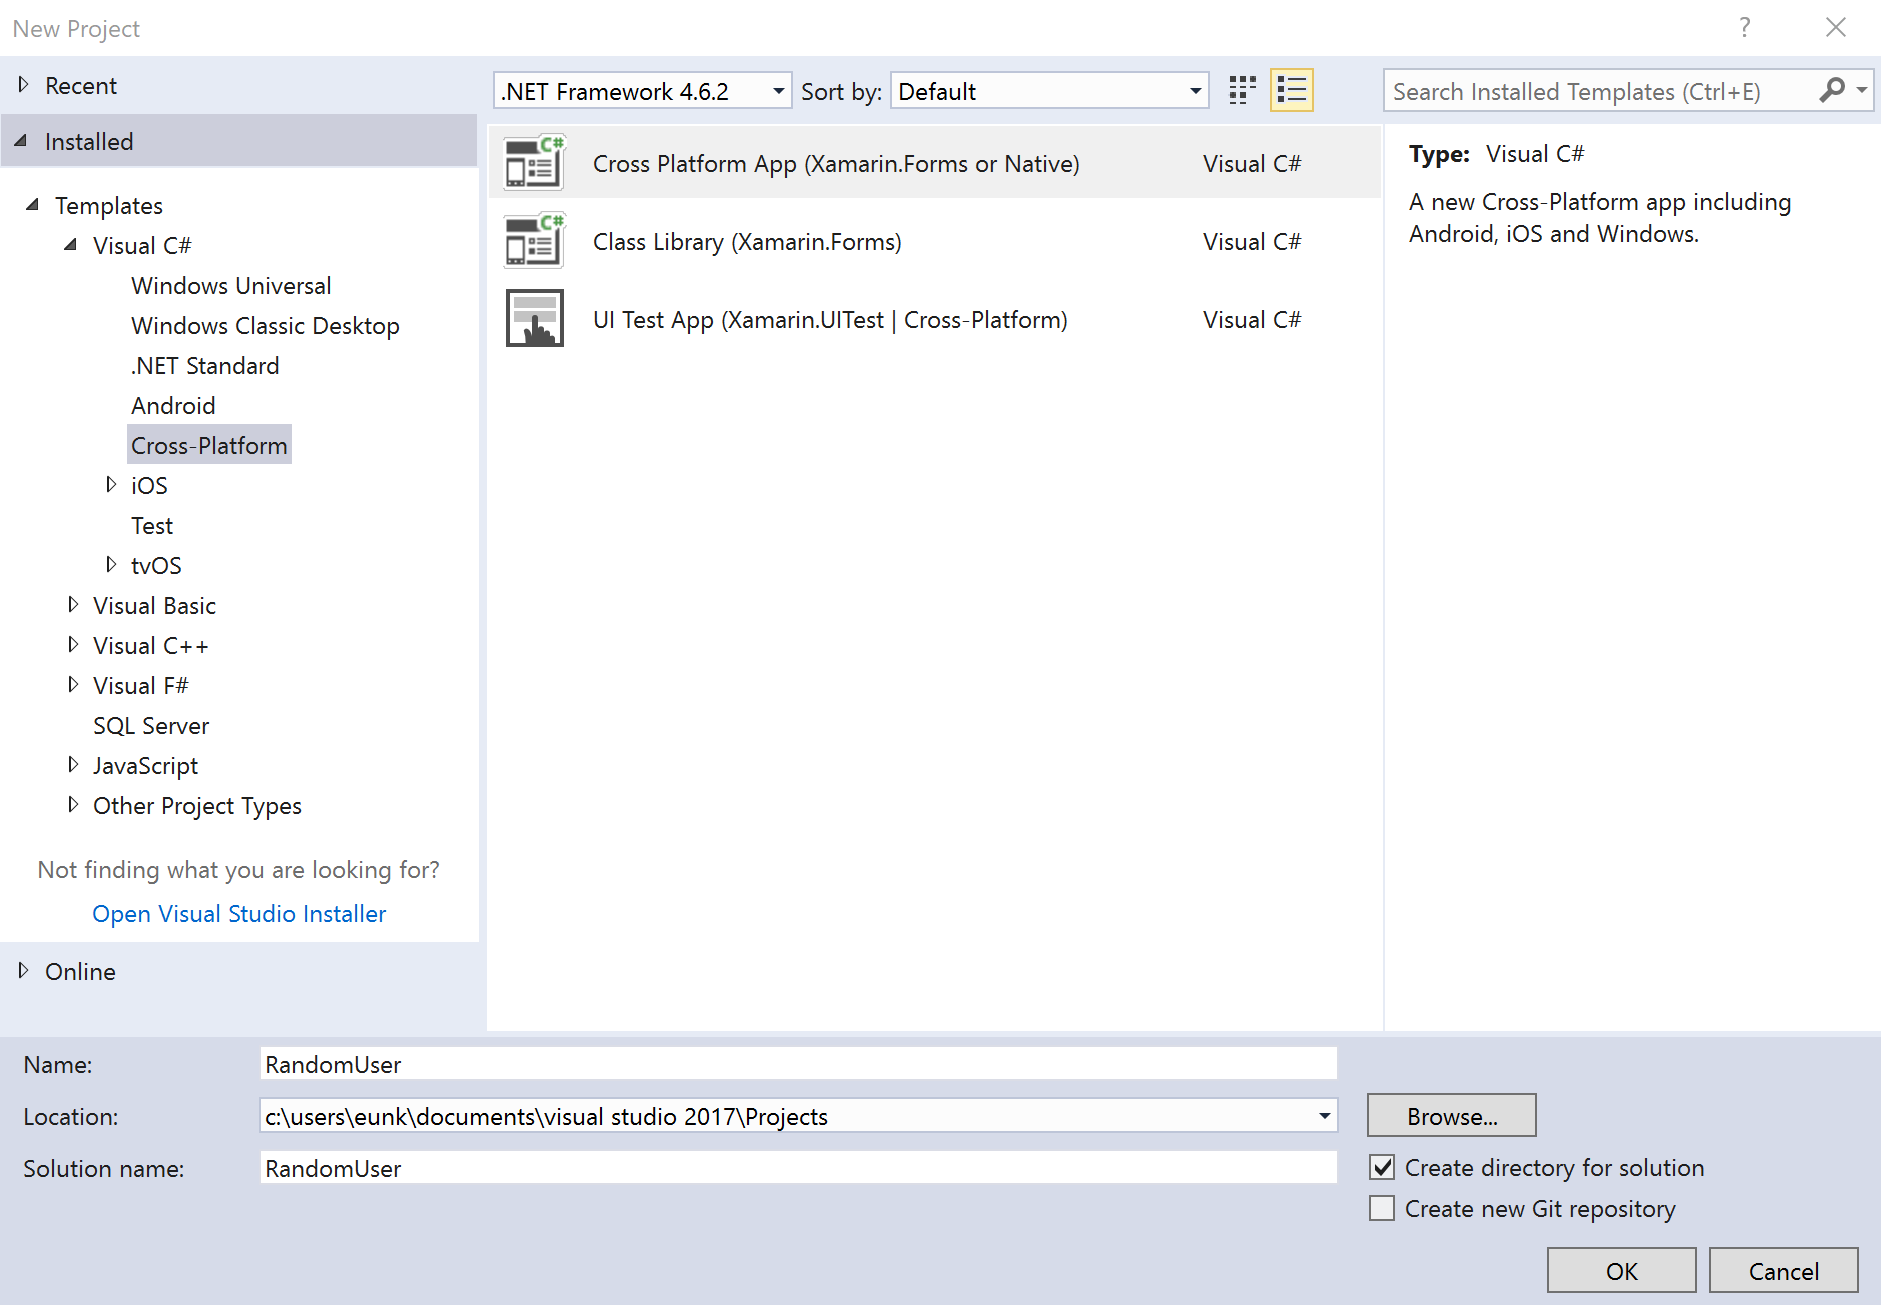 New Project
?
Recent
.NET Framework 4.6.2
Sort by:
Default
Search Installed Templates (Ctrl+E)
Installed
Templates
Visual C#
Windows Universal
Windows Classic Desktop
.NET Standard
Android
Cross-Platform
iOS
Test
tvOS
Visual Basic
Visual C++
Visual F#
SQL Server
JavaScript
Other Project Types
Not finding what you are looking for?
Open Visual Studio Installer
Online
C#
Cross Platform App (Xamarin.Forms or Native)
Visual C#
C#
Class Library (Xamarin.Forms)
Visual C#
UI Test App (Xamarin.UITest | Cross-Platform)
Visual C#
Type: Visual C#
A new Cross-Platform app including
Android, iOS and Windows.
Name:
RandomUser
Location:
c:\users\eunk\documents\visual studio 2017\Projects
Browse...
Solution name:
RandomUser
Create directory for solution
Create new Git repository
OK
Cancel